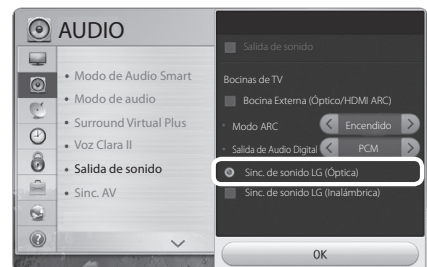 AUDIO
• Modo de Audio Smart
• Modo de audio
• Surround Virtual Plus
• Voz Clara II
• Salida de sonido
• Sinc. AV
Salida de sonido
Bocinas de TV
Bocina Externa (Óptico/HDMI ARC)
• Modo ARC < Encendido >
• Salida de Audio Digital < PCM >
Sinc. de sonido LG (Óptica)
Sinc. de sonido LG (Inalámbrica)
OK